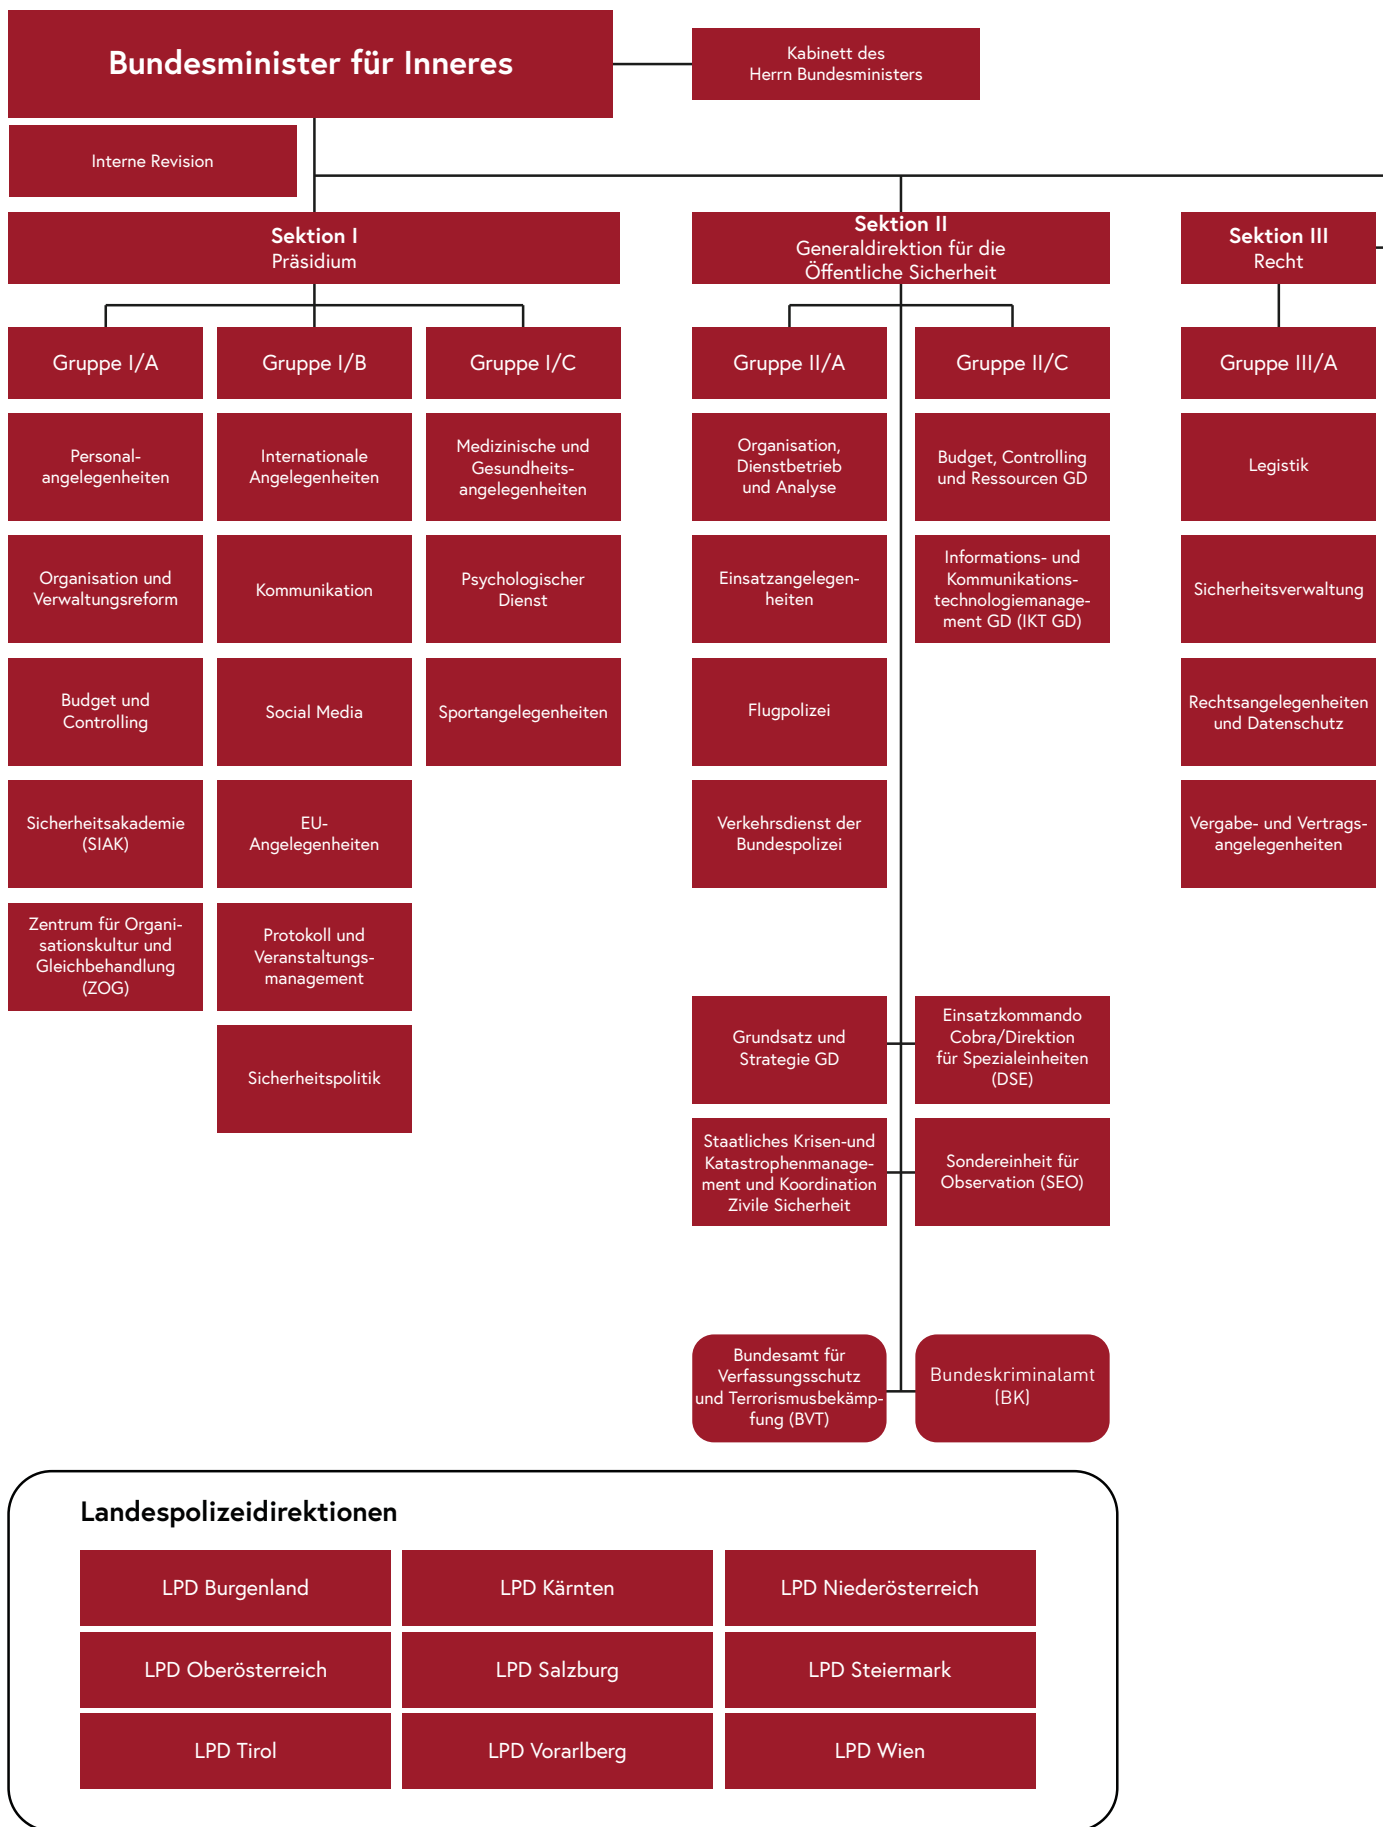 Bundesminister für Inneres
Kabinett des
Herrn Bundesministers
Interne Revision
Sektion I
Präsidium
Sektion II
Generaldirektion für die
Öffentliche Sicherheit
Sektion III
Recht
Gruppe I/A
Gruppe I/B
Gruppe I/C
Gruppe II/A
Gruppe II/C
Gruppe III/A
Personal-
angelegenheiten
Internationale
Angelegenheiten
Medizinische und
Gesundheits-
angelegenheiten
Organisation,
Dienstbetrieb
und Analyse
Budget, Controlling
und Ressourcen GD
Legistik
Organisation und
Verwaltungsreform
Kommunikation
Psychologischer
Dienst
Einsatzangelegen-
heiten
Informations- und
Kommunikations-
technologiemanage-
ment GD (IKT GD)
Sicherheitsverwaltung
Budget und
Controlling
Social Media
Sportangelegenheiten
Flugpolizei
Rechtsangelegenheiten
und Datenschutz
Sicherheitsakademie
(SIAK)
EU-
Angelegenheiten
Verkehrsdienst der
Bundespolizei
Vergabe- und Vertrags-
angelegenheiten
Zentrum für Organi-
sationskultur und
Gleichbehandlung
(ZOG)
Protokoll und
Veranstaltungs-
management
Sicherheitspolitik
Grundsatz und
Strategie GD
Einsatzkommando
Cobra/Direktion
für Spezialeinheiten
(DSE)
Staatliches Krisen-und
Katastrophenmanage-
ment und Koordination
Zivile Sicherheit
Sondereinheit für
Observation (SEO)
Bundesamt für
Verfassungsschutz
und Terrorismusbekämp-
fung (BVT)
Bundeskriminalamt
(BK)
Landespolizeidirektionen
LPD Burgenland
LPD Kärnten
LPD Niederösterreich
LPD Oberösterreich
LPD Salzburg
LPD Steiermark
LPD Tirol
LPD Vorarlberg
LPD Wien